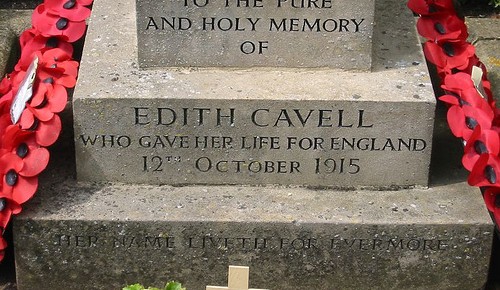 TO THE PURE
AND HOLY MEMORY
OF
EDITH CAVELL
WHO GAVE HER LIFE FOR ENGLAND
12TH OCTOBER 1915
HER NAME LIVETH FOR EVERMORE